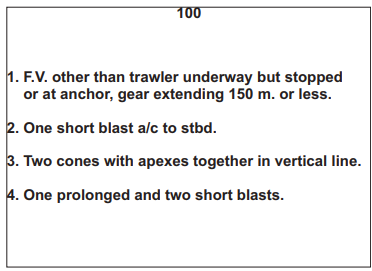 100
1. F.V. other than trawler underway but stopped
or at anchor, gear extending 150 m. or less.
2. One short blast a/c to stbd.
3. Two cones with apexes together in vertical line.
4. One prolonged and two short blasts.